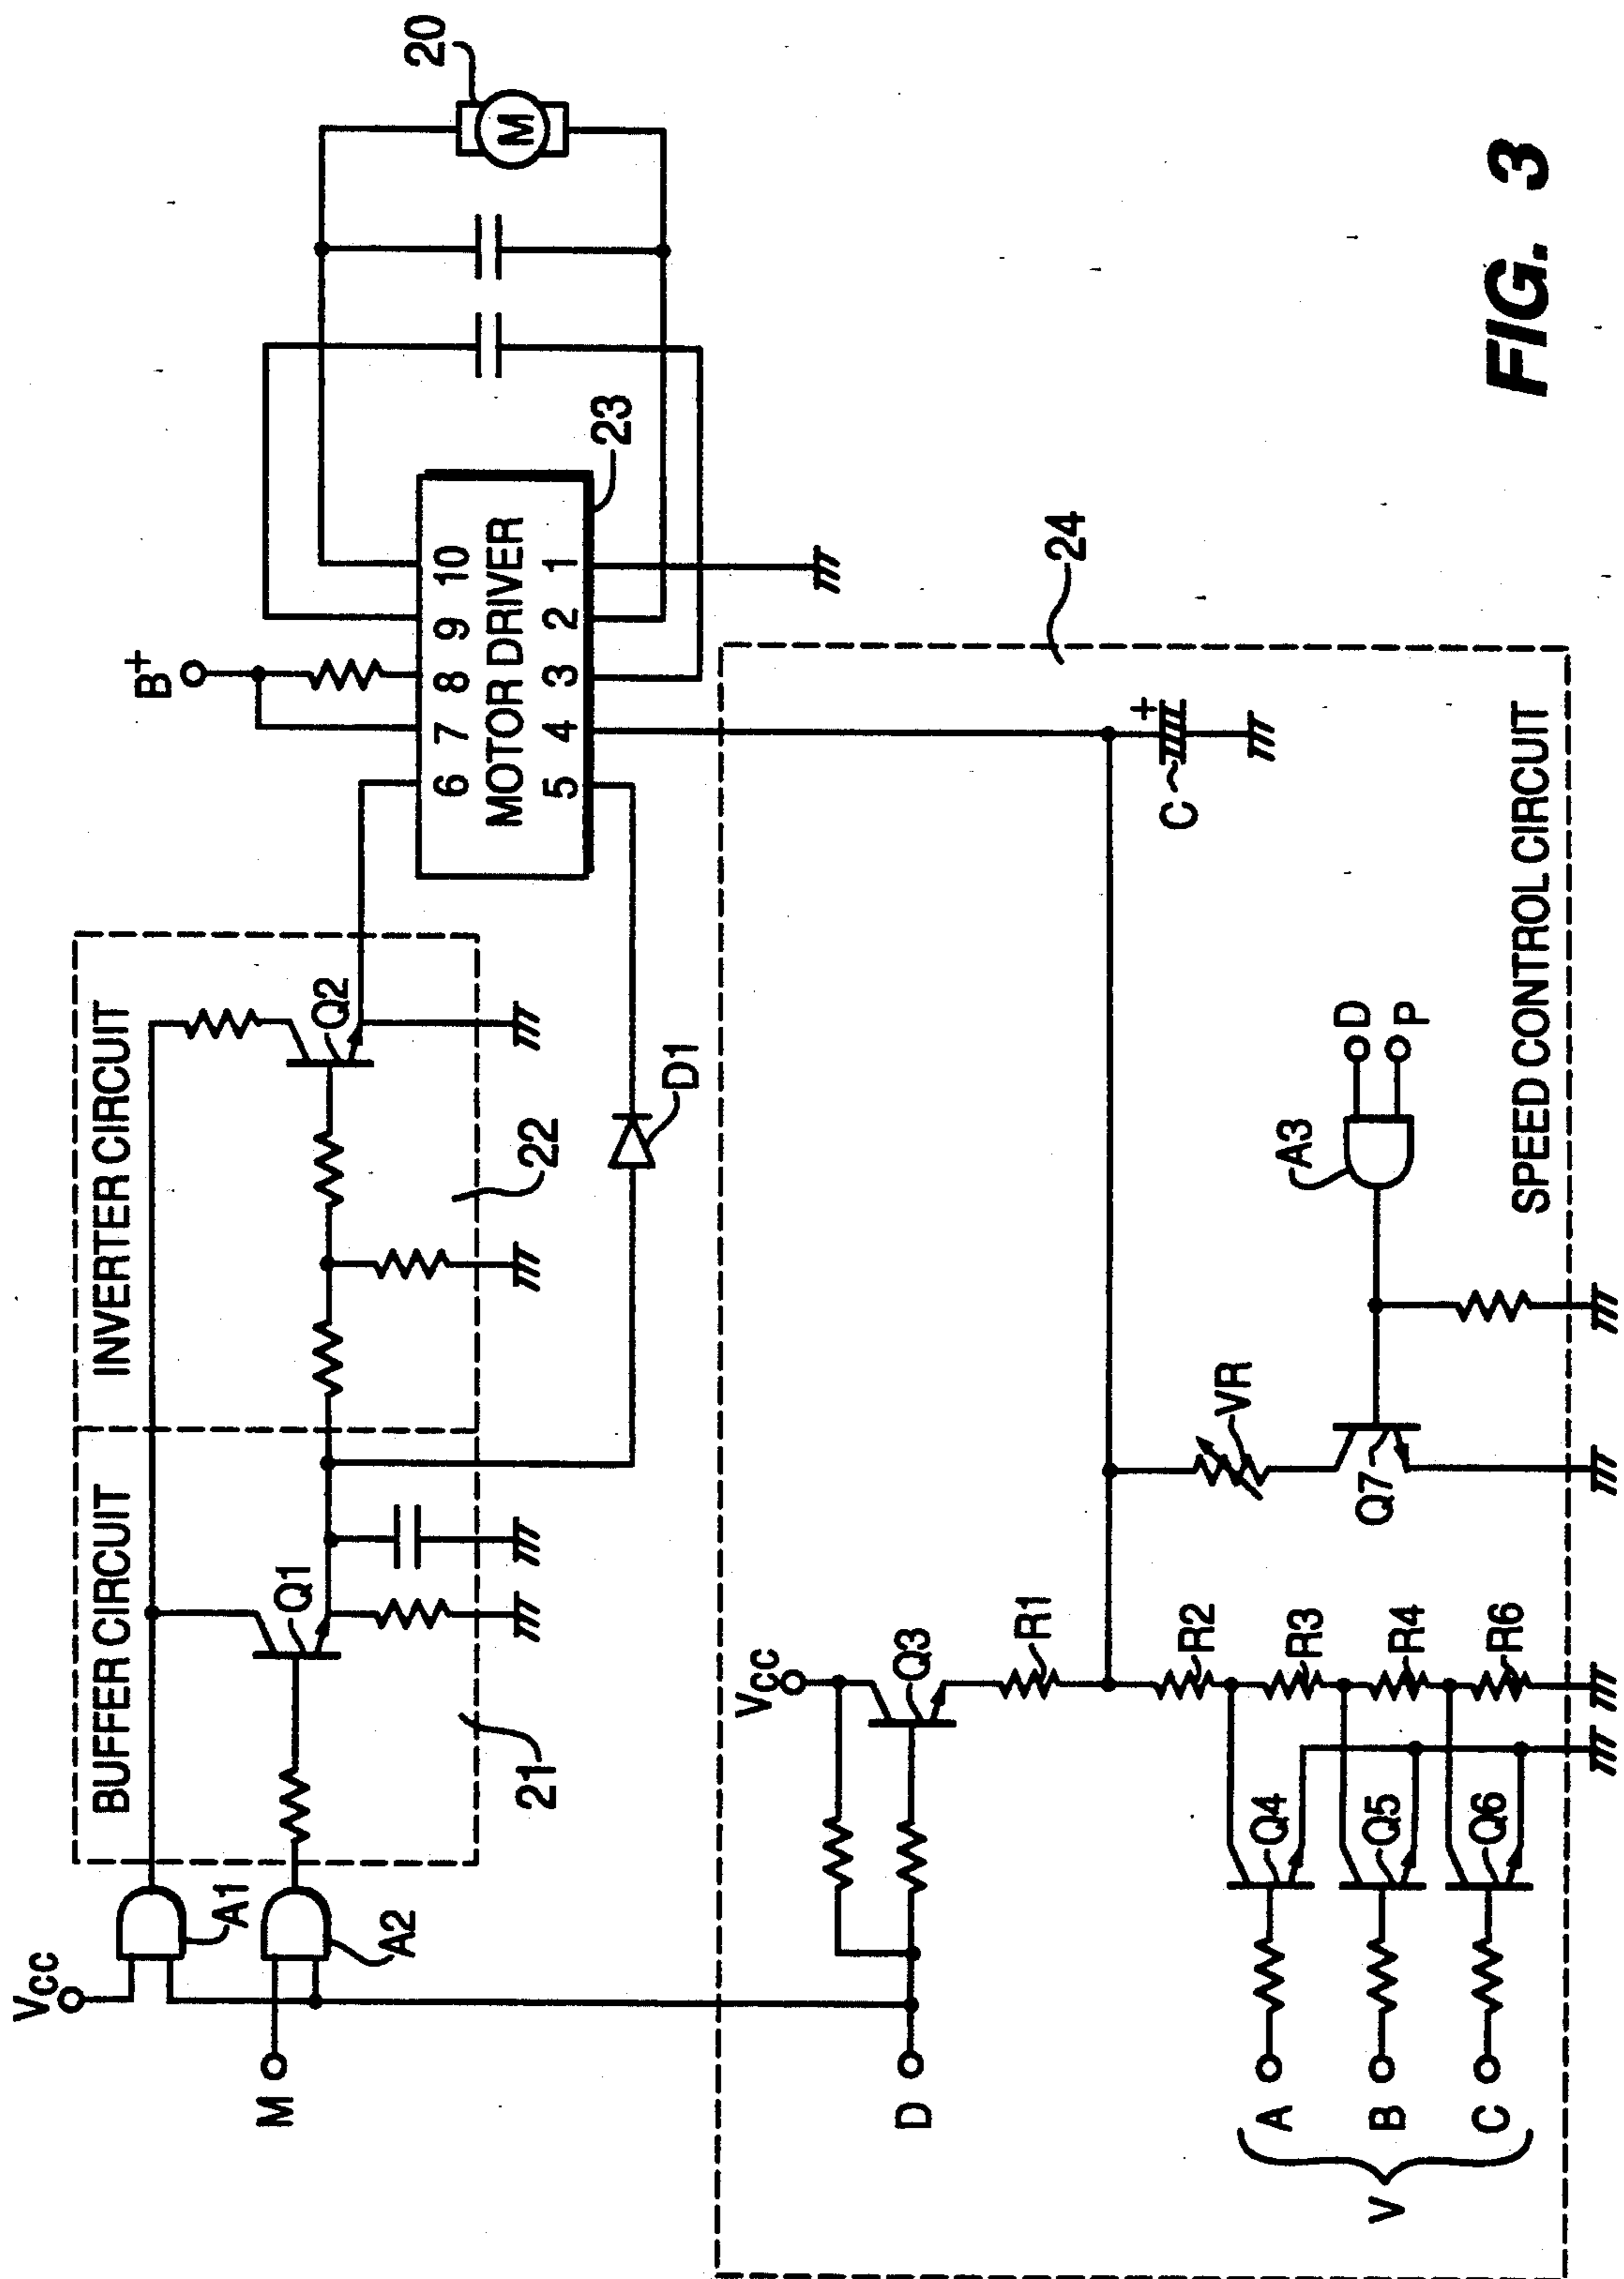 VCC
M
A1
A2
BUFFER CIRCUIT
INVERTER CIRCUIT
Q1
Q2
21
22
D1
B+
6 7 8 9 10
MOTOR DRIVER
5 4 3 2 1
23
M
20
24
VCC
Q3
R1
D
R2
R3
R4
R6
Q4
Q5
Q6
A
B
C
V
VR
Q7
A3
D
P
C
+
SPEED CONTROL CIRCUIT
FIG. 3